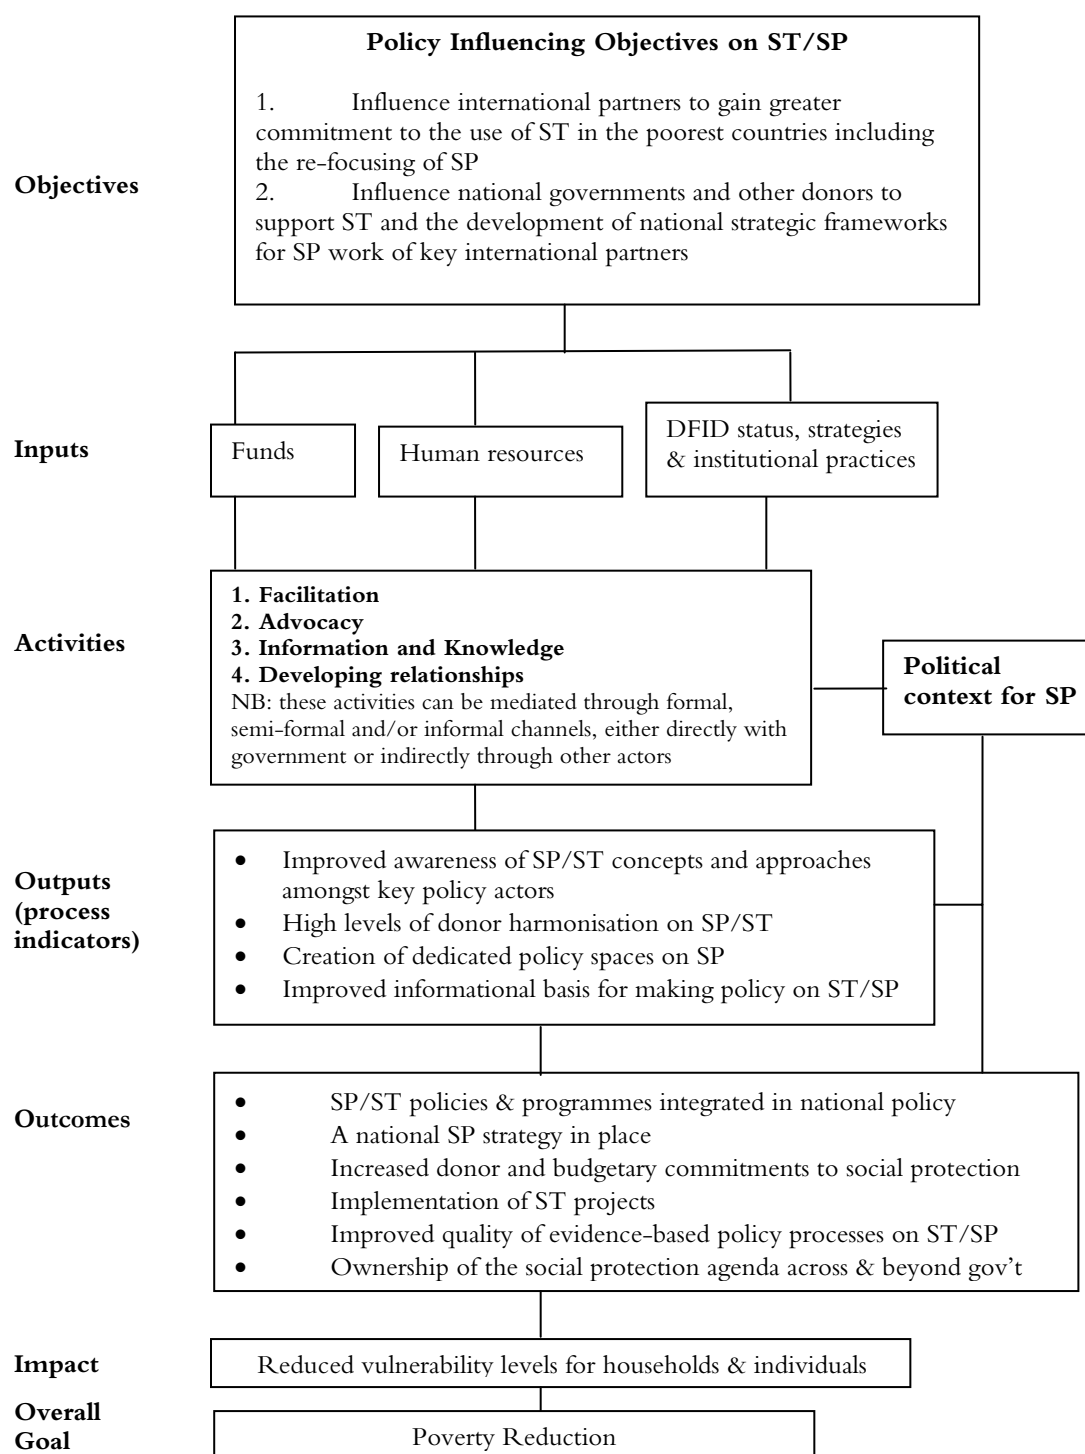 Policy Influencing Objectives on ST/SP
1. Influence international partners to gain greater
commitment to the use of ST in the poorest countries including
the re-focusing of SP
2. Influence national governments and other donors to
support ST and the development of national strategic frameworks
for SP work of key international partners
Objectives
Inputs
Funds
Human resources
DFID status, strategies
& institutional practices
Activities
1. Facilitation
2. Advocacy
3. Information and Knowledge
4. Developing relationships
NB: these activities can be mediated through formal,
semi-formal and/or informal channels, either directly with
government or indirectly through other actors
Political
context for SP
Outputs
(process
indicators)
• Improved awareness of SP/ST concepts and approaches
amongst key policy actors
• High levels of donor harmonisation on SP/ST
• Creation of dedicated policy spaces on SP
• Improved informational basis for making policy on ST/SP
Outcomes
• SP/ST policies & programmes integrated in national policy
• A national SP strategy in place
• Increased donor and budgetary commitments to social protection
• Implementation of ST projects
• Improved quality of evidence-based policy processes on ST/SP
• Ownership of the social protection agenda across & beyond gov't
Impact
Reduced vulnerability levels for households & individuals
Overall
Goal
Poverty Reduction